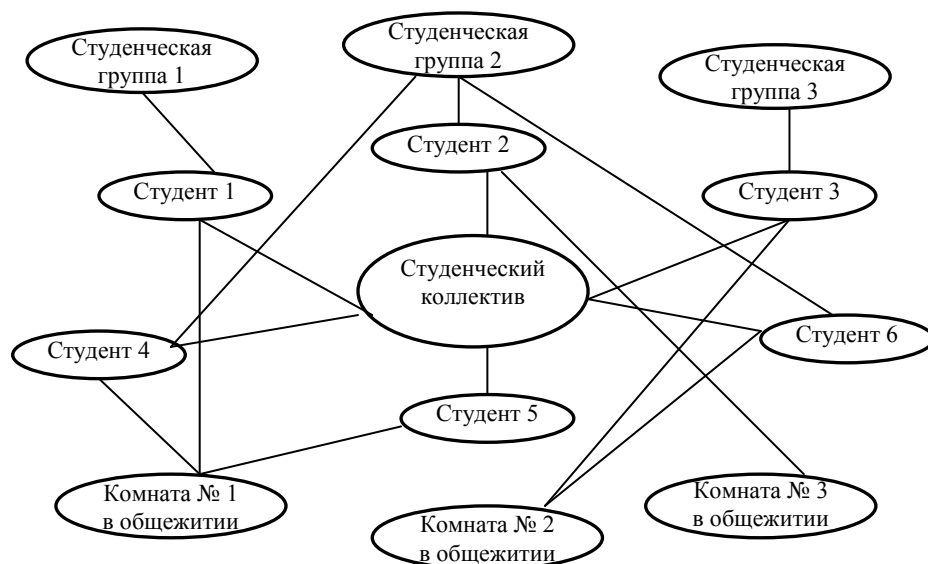 Студенческая
группа 1
Студенческая
группа 2
Студенческая
группа 3
Студент 2
Студент 1
Студент 3
Студенческий
коллектив
Студент 4
Студент 6
Студент 5
Комната № 1
в общежитии
Комната № 2
в общежитии
Комната № 3
в общежитии